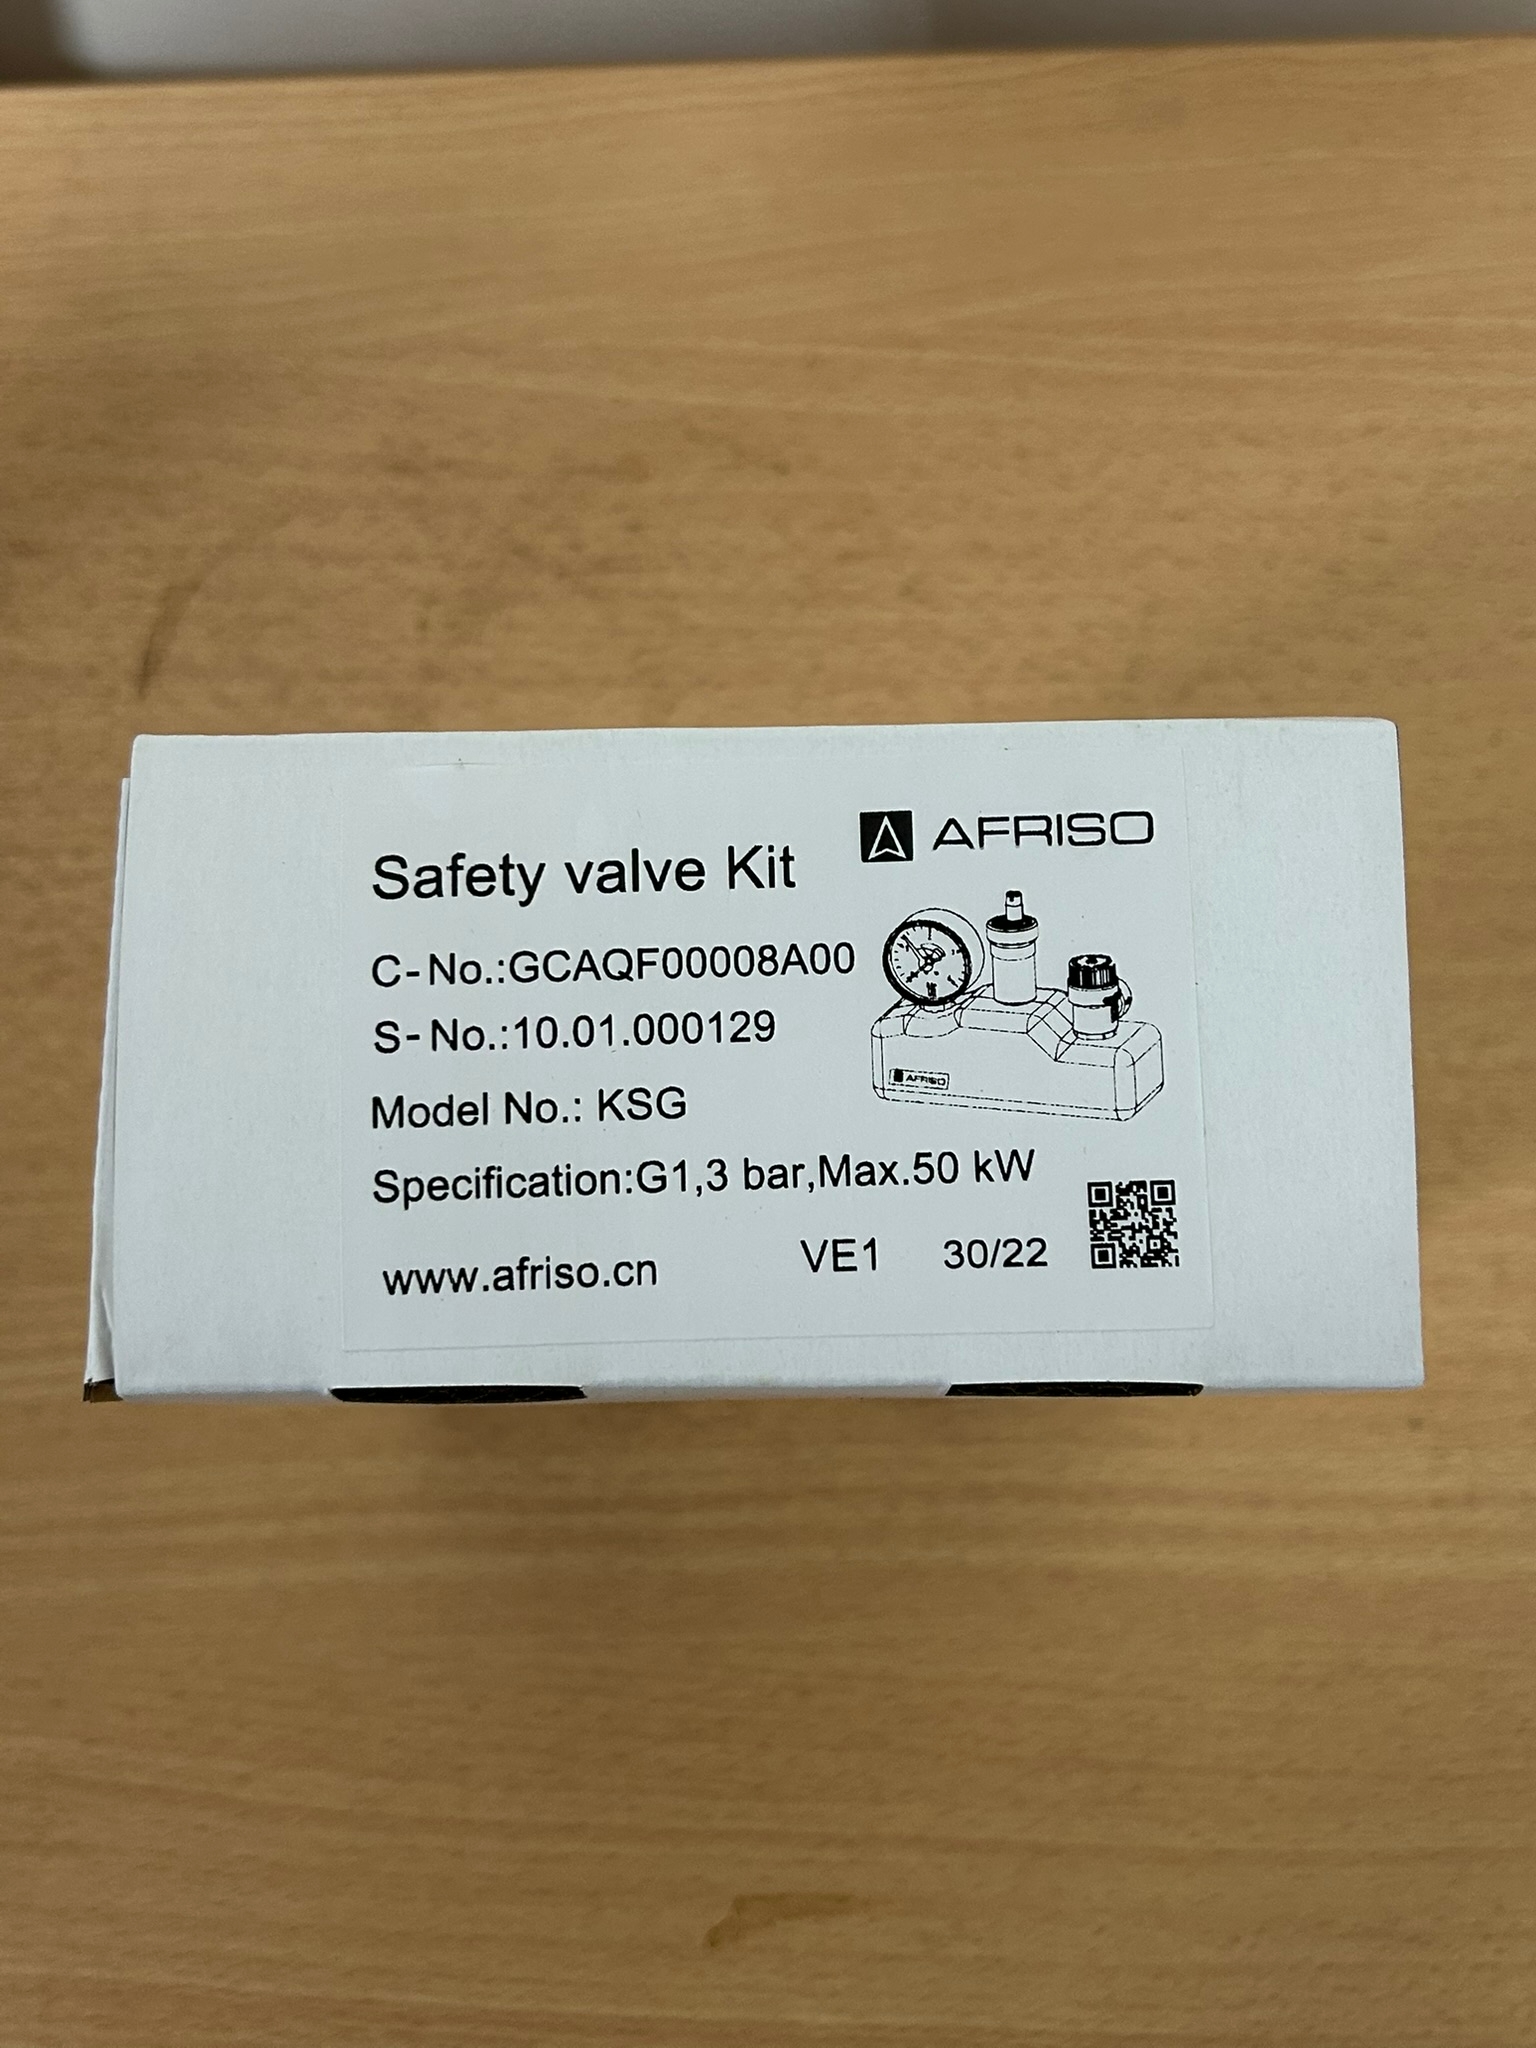 AFRISO
Safety valve Kit
C-No.:GCAQF00008A00
S-No.:10.01.000129
AFRISO
Model No.: KSG
Specification:G1,3 bar,Max.50 kW
www.afriso.cn VE1 30/22